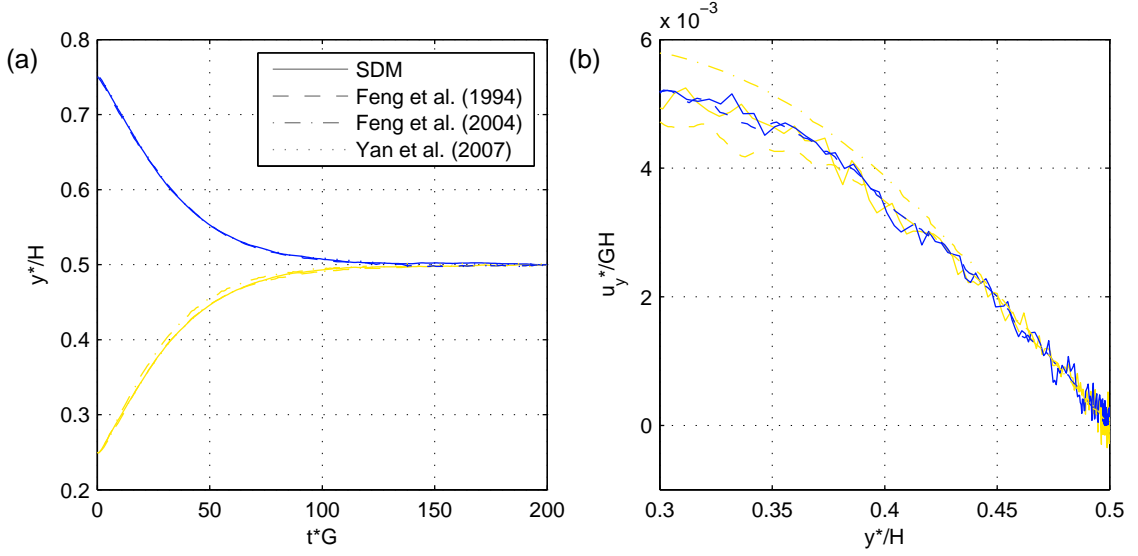 (a)
0.8
0.7
0.6
0.5
0.4
0.3
0.2
y*/H
0 50 100 150 200
t*G
SDM
Feng et al. (1994)
Feng et al. (2004)
Yan et al. (2007)
(b)
x 10⁻³
6
4
2
0
u_y*/GH
0.3 0.35 0.4 0.45 0.5
y*/H